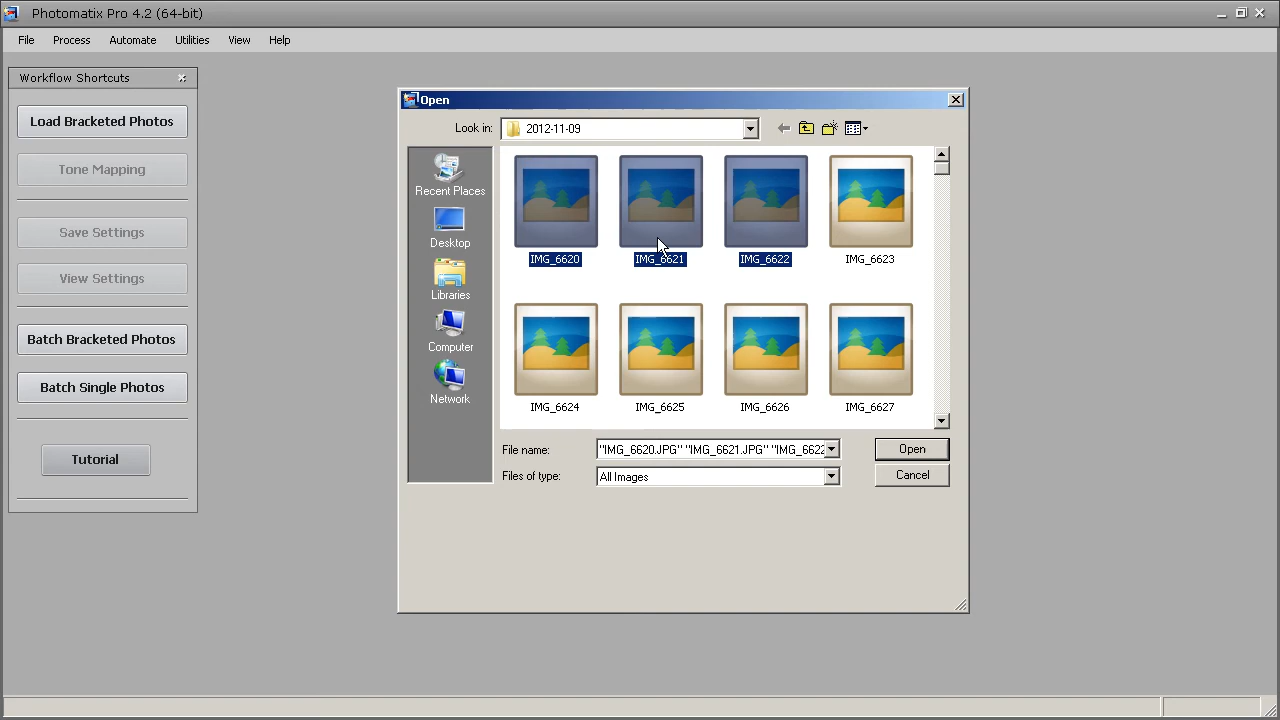 Photomatix Pro 4.2 (64-bit)
File Process Automate Utilities View Help
Workflow Shortcuts
Load Bracketed Photos
Tone Mapping
Save Settings
View Settings
Batch Bracketed Photos
Batch Single Photos
Tutorial
Open
Look in: 2012-11-09
Recent Places
Desktop
Libraries
Computer
Network
IMG_6620 IMG_6621 IMG_6622 IMG_6623
IMG_6624 IMG_6625 IMG_6626 IMG_6627
File name: "IMG_6620.JPG" "IMG_6621.JPG" "IMG_6622 Open
Files of type: All Images Cancel